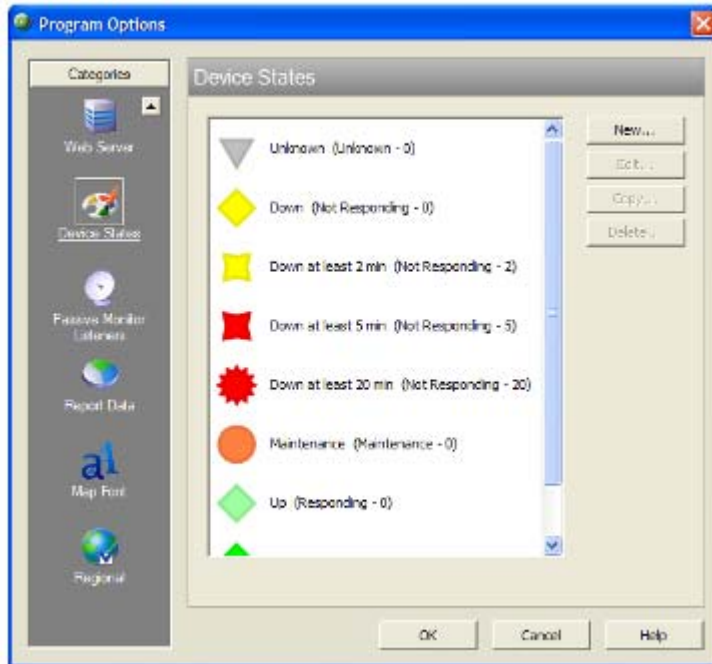 Program Options
Categories
Web Server
Device States
Passive Monitor
Listeners
Report Data
Map Font
Regional
Device States
Unknown (Unknown - 0)
Down (Not Responding - 0)
Down at least 2 min (Not Responding - 2)
Down at least 5 min (Not Responding - 5)
Down at least 20 min (Not Responding - 20)
Maintenance (Maintenance - 0)
Up (Responding - 0)
New...
Edit...
Copy...
Delete...
OK
Cancel
Help